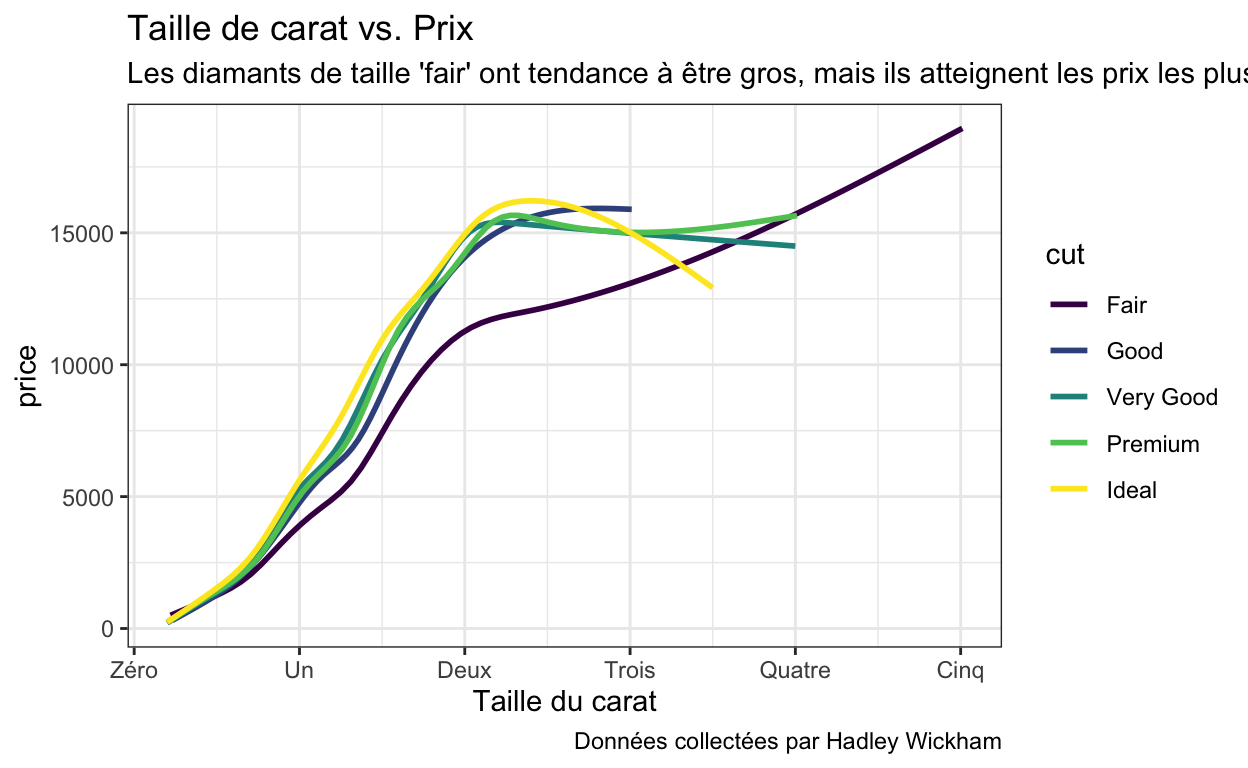 Taille de carat vs. Prix
Les diamants de taille 'fair' ont tendance à être gros, mais ils atteignent les prix les plus
price
15000
10000
5000
0
Zéro Un Deux Trois Quatre Cinq
Taille du carat
cut
Fair
Good
Very Good
Premium
Ideal
Données collectées par Hadley Wickham